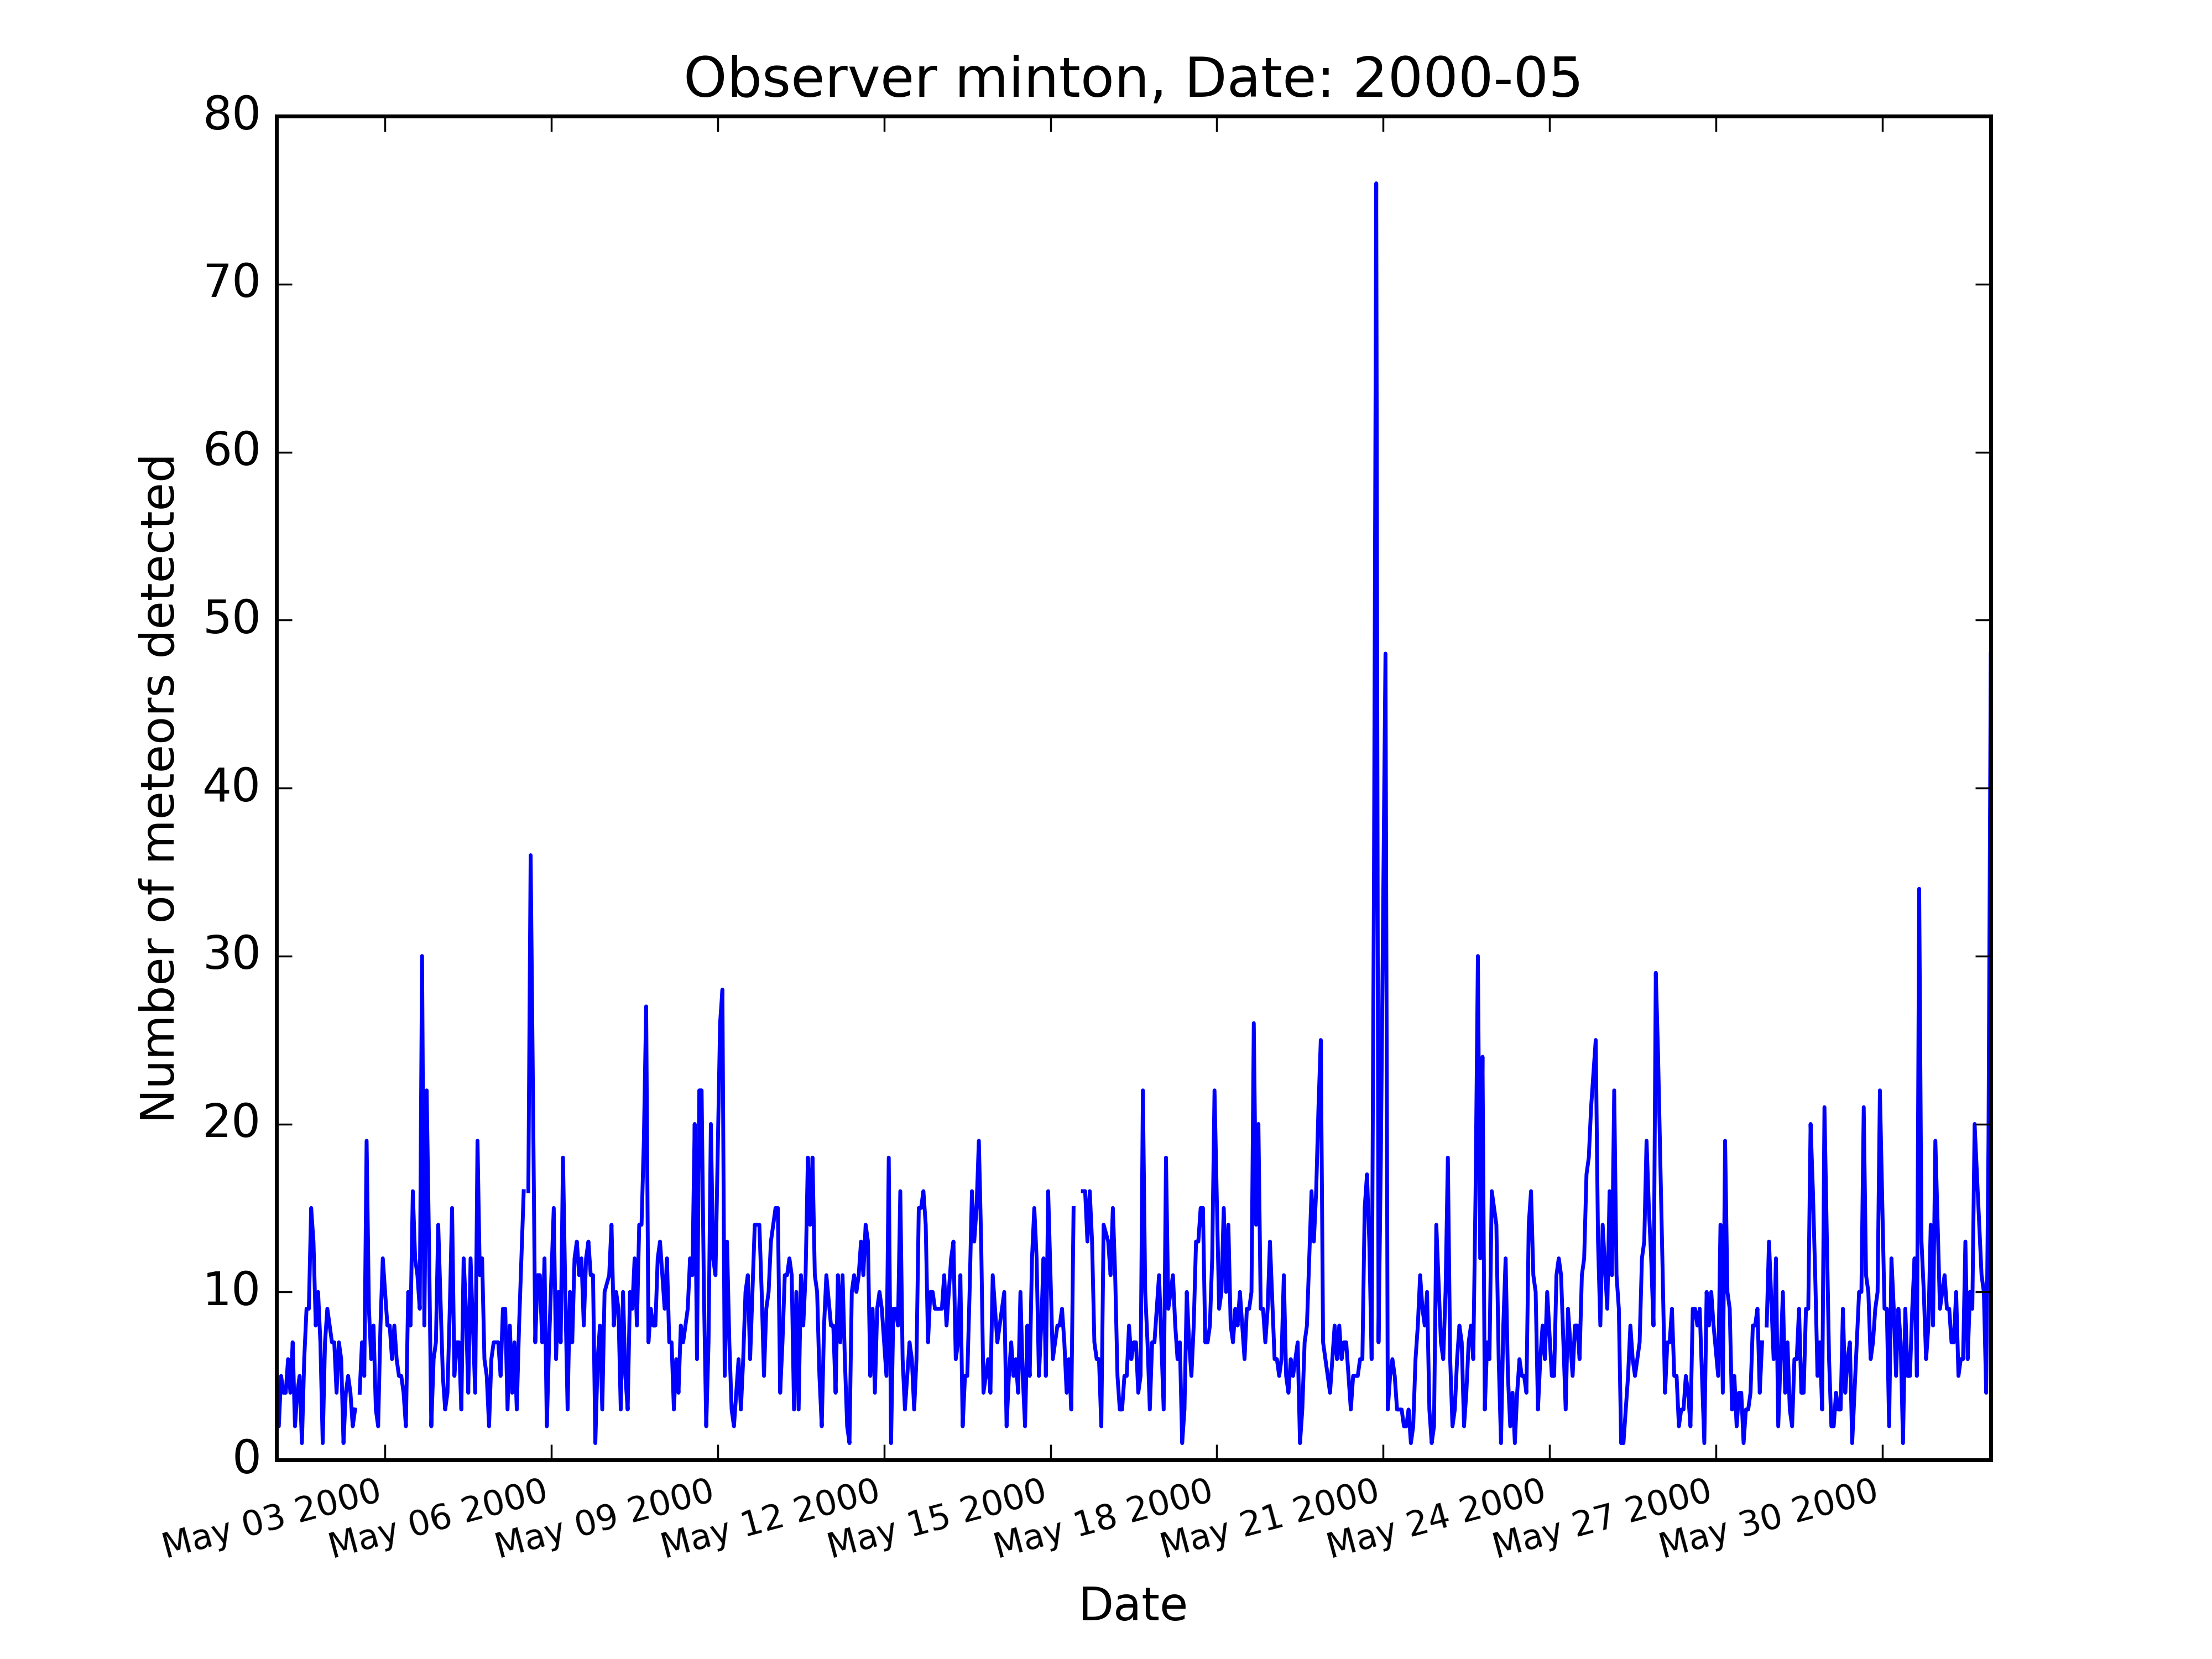 Observer minton, Date: 2000-05
Number of meteors detected
80
70
60
50
40
30
20
10
0
May 03 2000
May 06 2000
May 09 2000
May 12 2000
May 15 2000
May 18 2000
May 21 2000
May 24 2000
May 27 2000
May 30 2000
Date